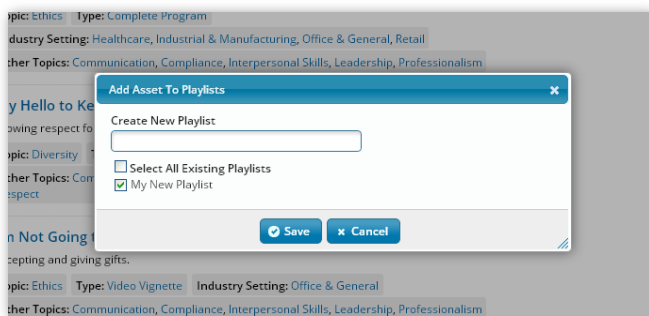 opic: Ethics Type: Complete Program
dustry Setting: Healthcare, Industrial & Manufacturing, Office & General, Retail
ther Topics: Communication, Compliance, Interpersonal Skills, Leadership, Professionalism
Add Asset To Playlists
y Hello to Ke
Create New Playlist
owing respect fo
opic: Diversity
Select All Existing Playlists
ther Topics: Com
My New Playlist
espect
Save Cancel
m Not Going t
cepting and giving gifts.
opic: Ethics Type: Video Vignette Industry Setting: Office & General
ther Topics: Communication, Compliance, Interpersonal Skills, Leadership, Professionalism